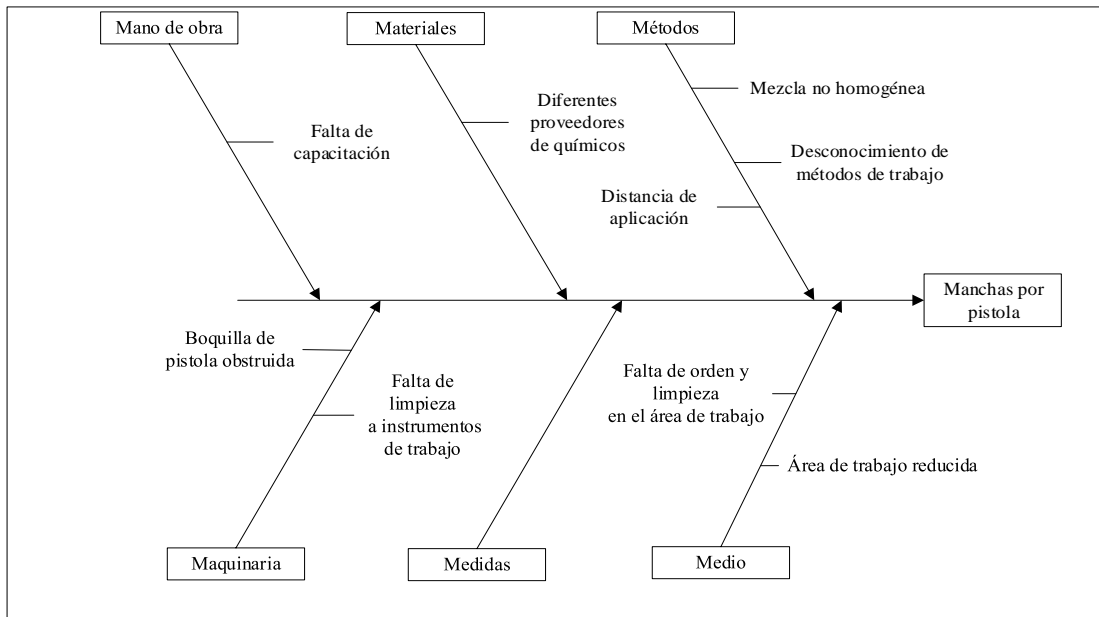 Mano de obra
Materiales
Métodos
Mezcla no homogénea
Diferentes
proveedores
de químicos
Falta de
capacitación
Desconocimiento de
métodos de trabajo
Distancia de
aplicación
Manchas por
pistola
Boquilla de
pistola obstruida
Falta de
limpieza
a instrumentos
de trabajo
Falta de orden y
limpieza
en el área de trabajo
Área de trabajo reducida
Maquinaria
Medidas
Medio